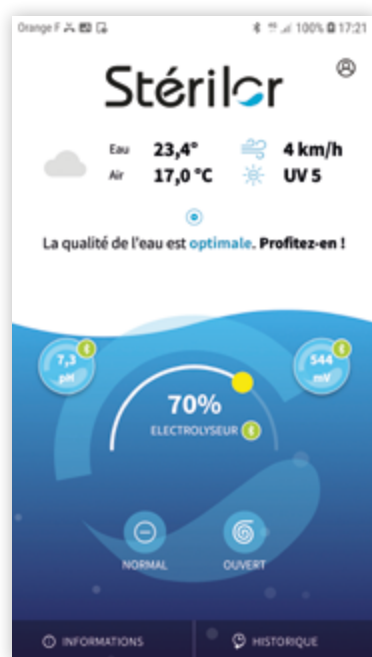 Orange F
100% 17:21
Stérilor
Eau 23,4° 4 km/h
Air 17,0 °C UV 5
La qualité de l'eau est optimale. Profitez-en !
7,3
pH
544
mV
70%
ELECTROLYSEUR
NORMAL
OUVERT
INFORMATIONS
HISTORIQUE